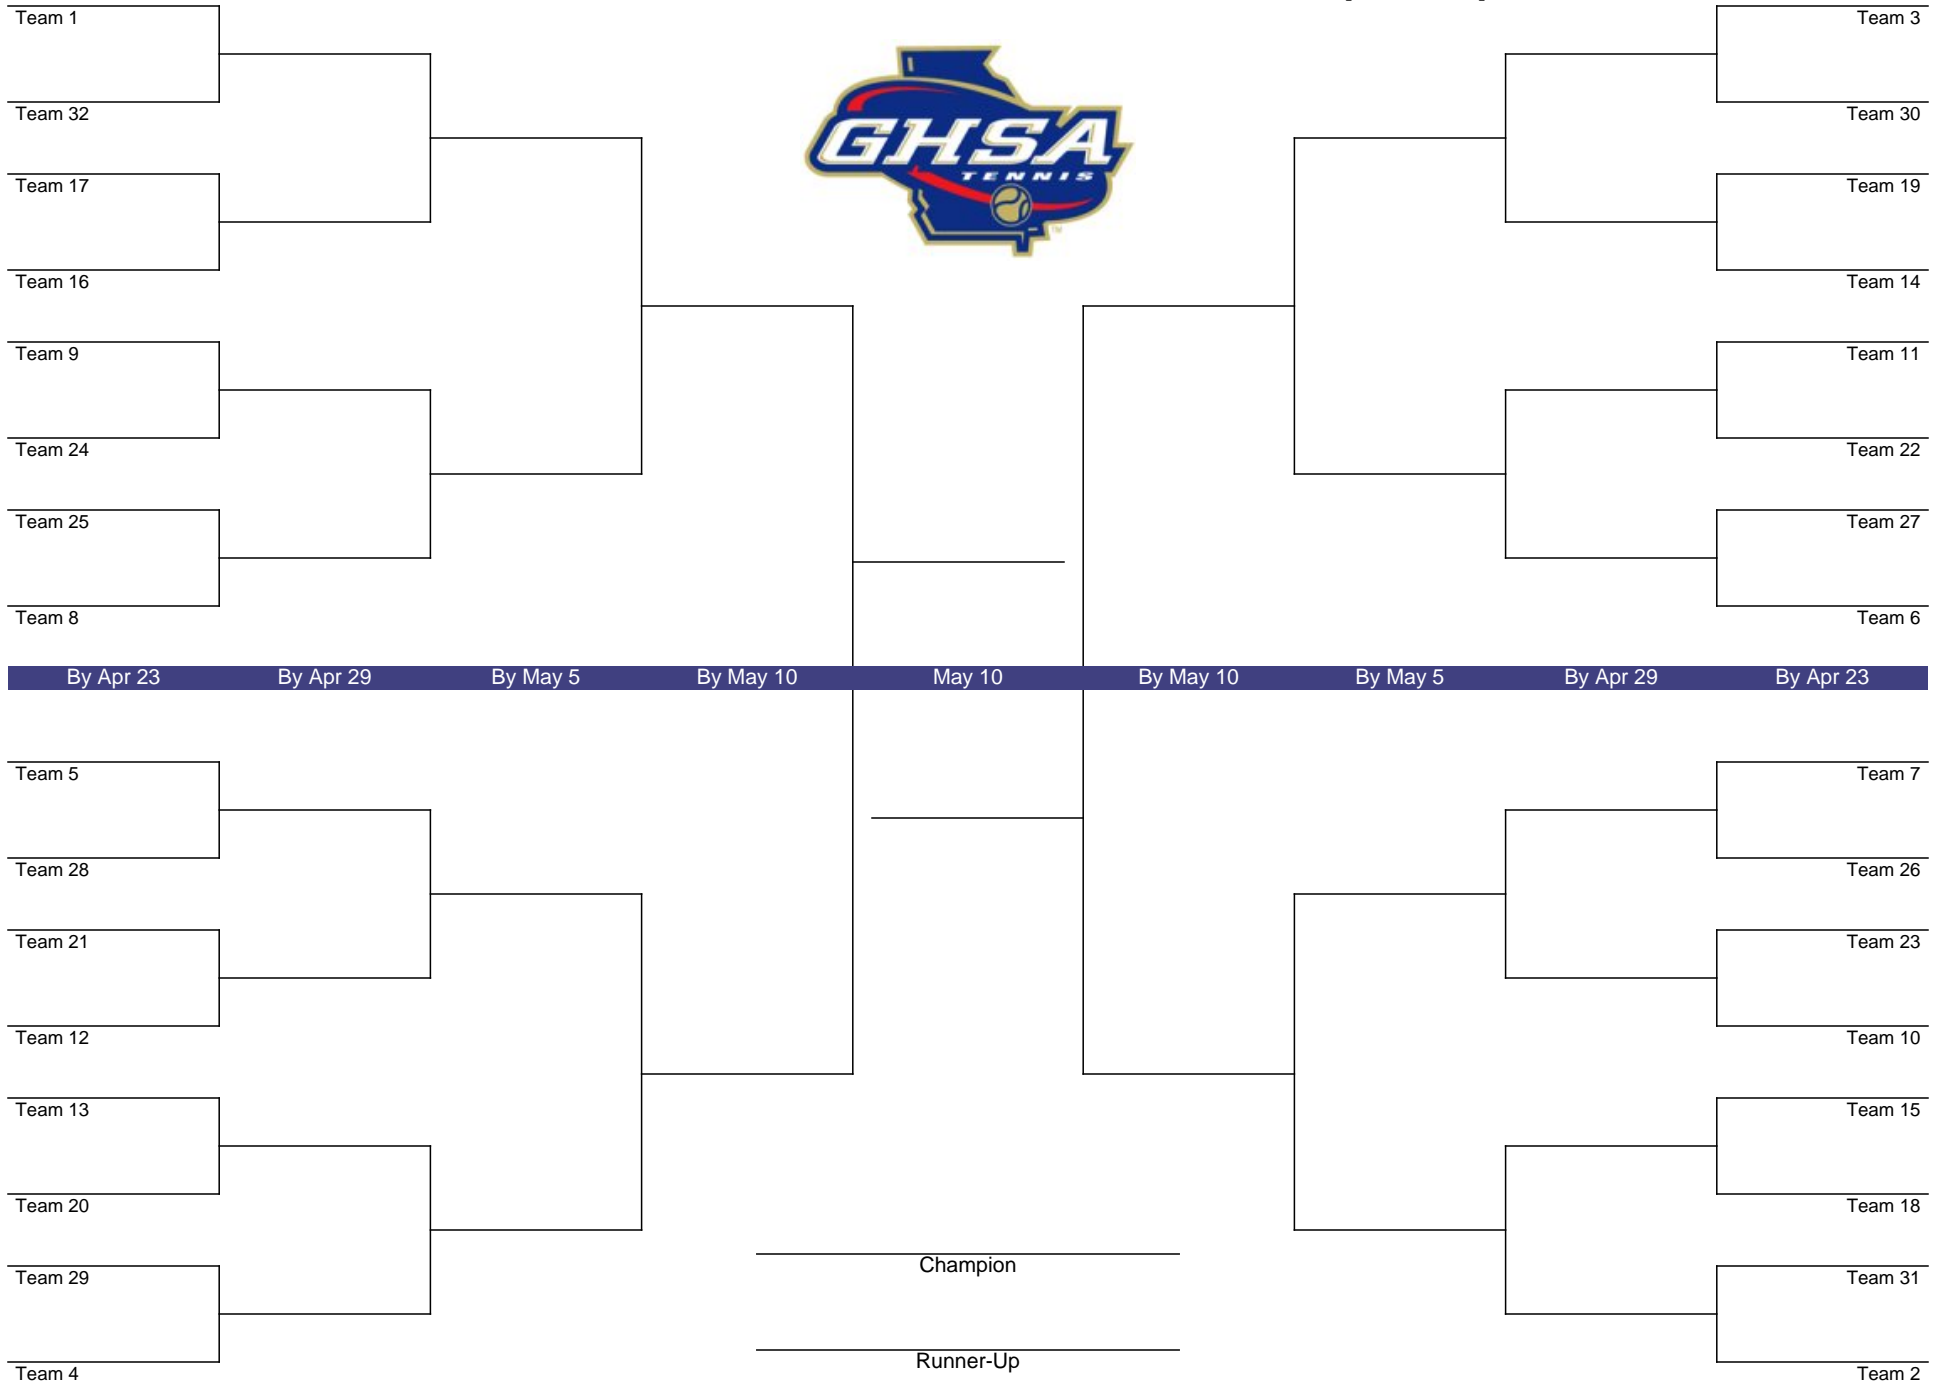 Team 1
Team 32
Team 17
Team 16
Team 9
Team 24
Team 25
Team 8
GHSA
TENNIS
TM
Team 3
Team 30
Team 19
Team 14
Team 11
Team 22
Team 27
Team 6
By Apr 23 By Apr 29 By May 5 By May 10 May 10 By May 10 By May 5 By Apr 29 By Apr 23
Team 5
Team 28
Team 21
Team 12
Team 13
Team 20
Team 29
Team 4
Champion
Runner-Up
Team 7
Team 26
Team 23
Team 10
Team 15
Team 18
Team 31
Team 2